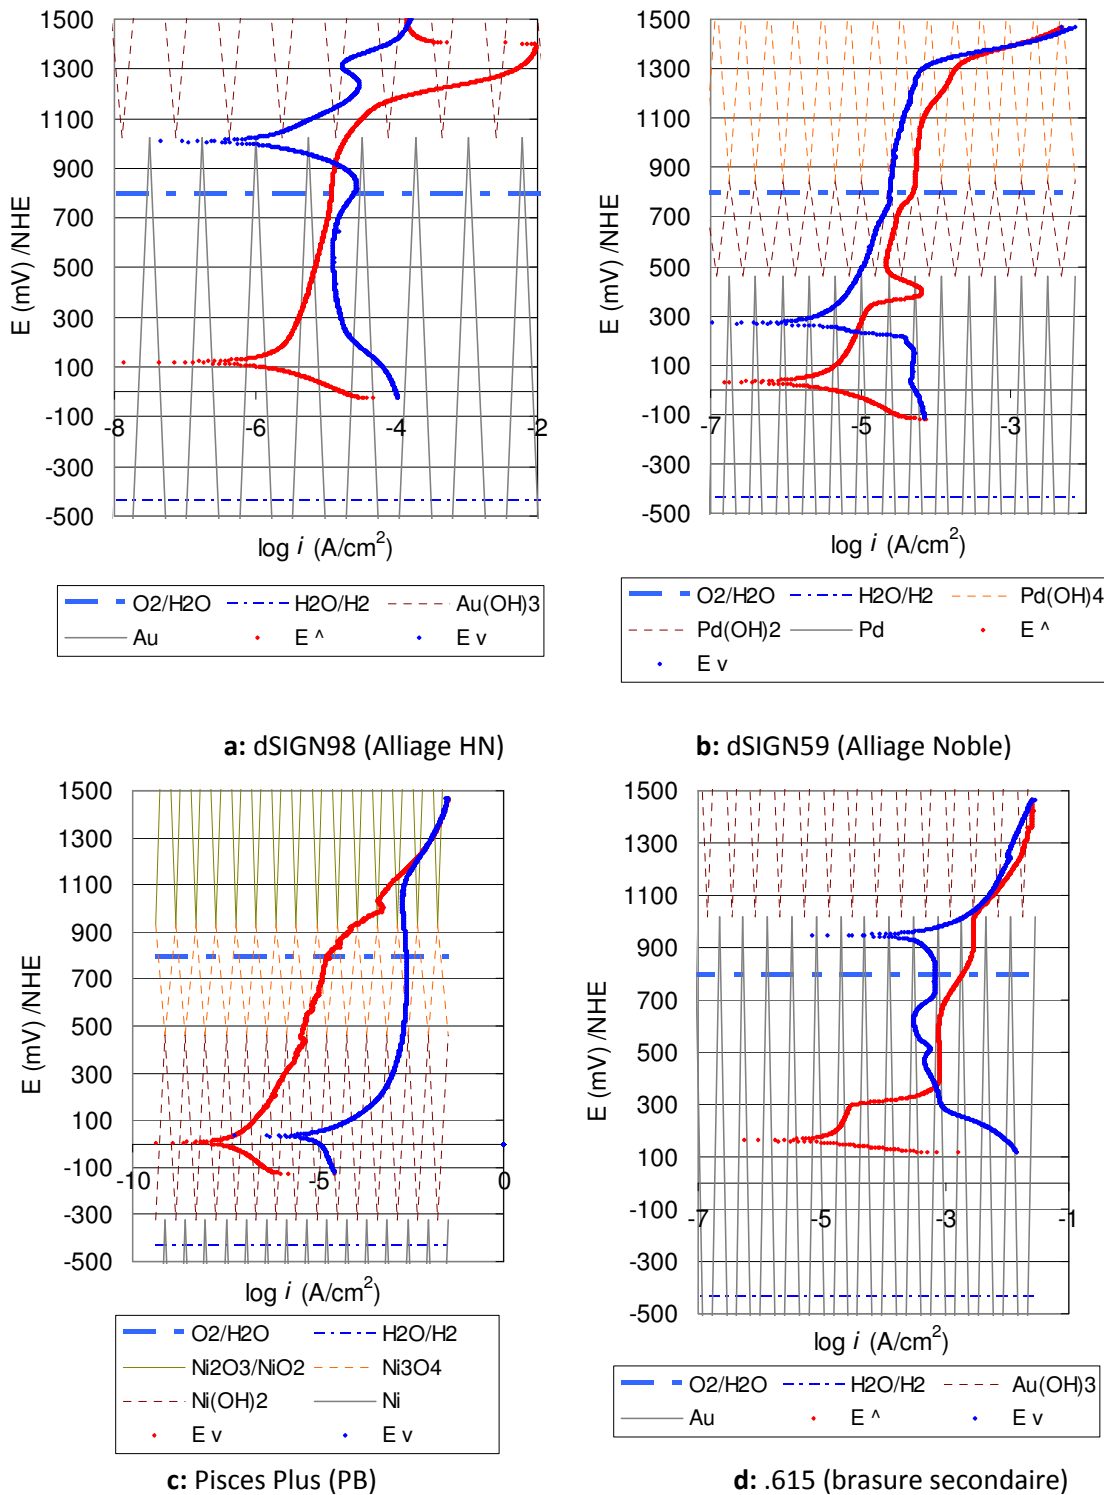 1500
1300
1100
900
700
500
300
100
-100
-300
-500
E (mV) /NHE
-8
-6
-4
-2
log i (A/cm²)
O2/H2O
H2O/H2
Au(OH)3
Au
E ^
E v
a: dSIGN98 (Alliage HN)
1500
1300
1100
900
700
500
300
100
-100
-300
-500
E (mV) /NHE
-7
-5
-3
log i (A/cm²)
O2/H2O
H2O/H2
Pd(OH)4
Pd(OH)2
Pd
E ^
E v
b: dSIGN59 (Alliage Noble)
1500
1300
1100
900
700
500
300
100
-100
-300
-500
E (mV) /NHE
-10
-5
0
log i (A/cm²)
O2/H2O
H2O/H2
Ni2O3/NiO2
Ni3O4
Ni(OH)2
Ni
E v
E v
c: Pisces Plus (PB)
1500
1300
1100
900
700
500
300
100
-100
-300
-500
E (mV) /NHE
-7
-5
-3
-1
log i (A/cm²)
O2/H2O
H2O/H2
Au(OH)3
Au
E ^
E v
d: .615 (brasure secondaire)